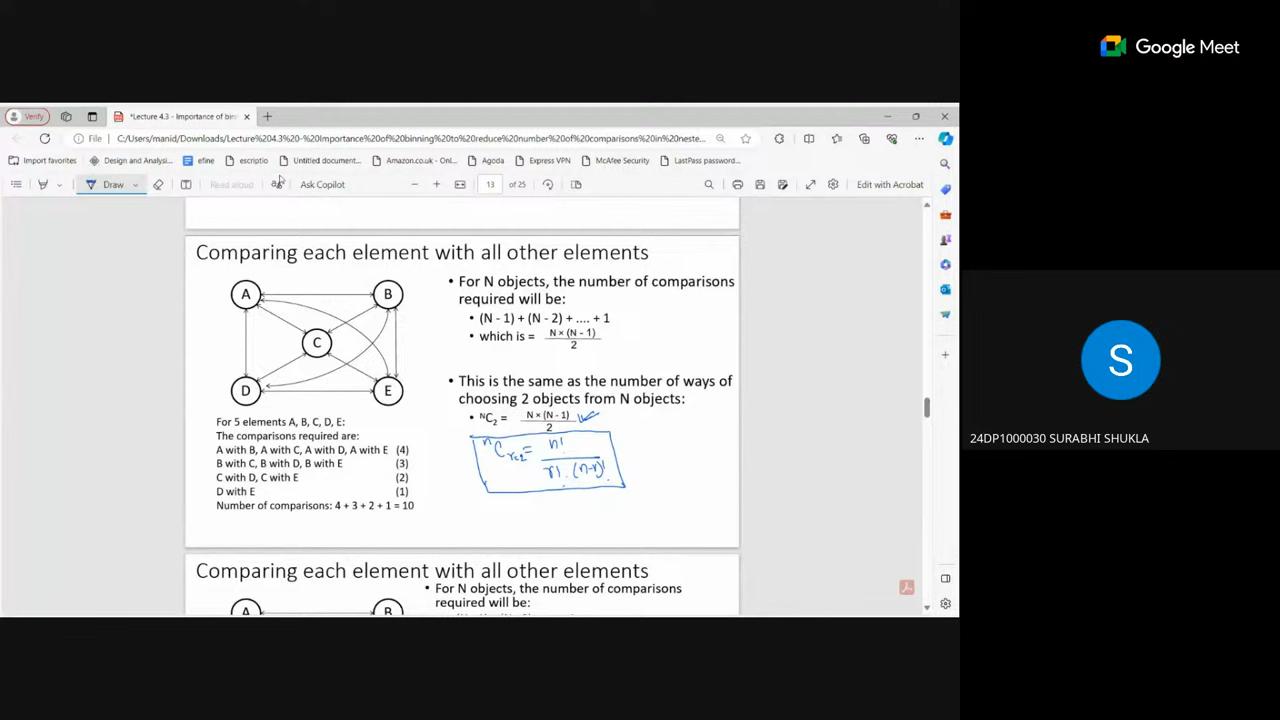 Google Meet
Verify
*Lecture 4.3 - Importance of binn
File
C:/Users/manid/Downloads/Lecture%204.3%20-%20Importance%20of%20binning%20to%20reduce%20number%20of%20comparisons%20in%20neste...
Import favorites
Design and Analysi...
efine
escriptio
Untitled document...
Amazon.co.uk - Onl...
Agoda
Express VPN
McAfee Security
LastPass password...
Draw
Read aloud
Ask Copilot
13 of 25
Edit with Acrobat
Comparing each element with all other elements
A
B
C
D
E
For 5 elements A, B, C, D, E:
The comparisons required are:
A with B, A with C, A with D, A with E (4)
B with C, B with D, B with E (3)
C with D, C with E (2)
D with E (1)
Number of comparisons: 4 + 3 + 2 + 1 = 10
• For N objects, the number of comparisons
required will be:
• (N - 1) + (N - 2) + .... + 1
• which is = N × (N - 1)
2
• This is the same as the number of ways of
choosing 2 objects from N objects:
• ᴺC₂ = N × (N - 1)
2
n!
r! . (n-r)!
Comparing each element with all other elements
• For N objects, the number of comparisons
required will be:
A
B
S
24DP1000030 SURABHI SHUKLA